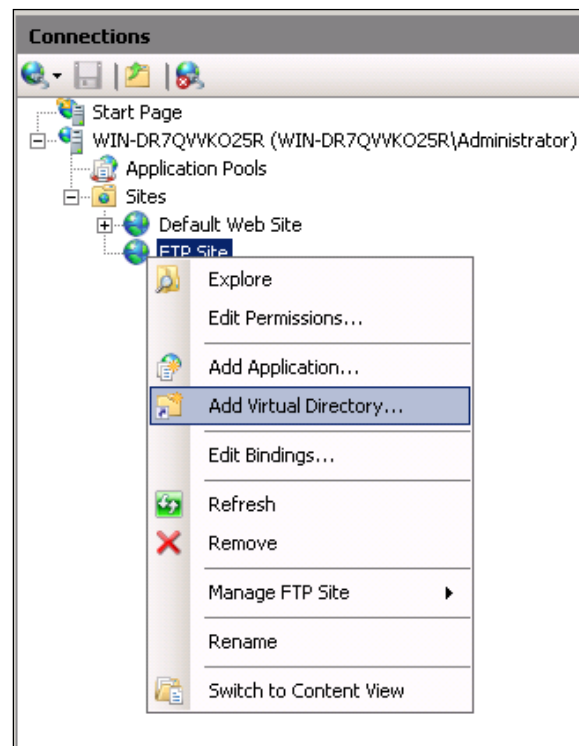 Connections
Start Page
WIN-DR7QVVKO25R (WIN-DR7QVVKO25R\Administrator)
Application Pools
Sites
Default Web Site
FTP Site
Explore
Edit Permissions...
Add Application...
Add Virtual Directory...
Edit Bindings...
Refresh
Remove
Manage FTP Site
Rename
Switch to Content View